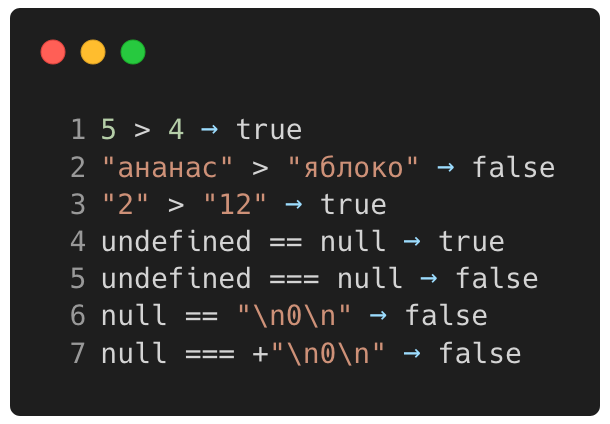 1 5 > 4 → true
2 "ананас" > "яблоко" → false
3 "2" > "12" → true
4 undefined == null → true
5 undefined === null → false
6 null == "\n0\n" → false
7 null === +"\n0\n" → false